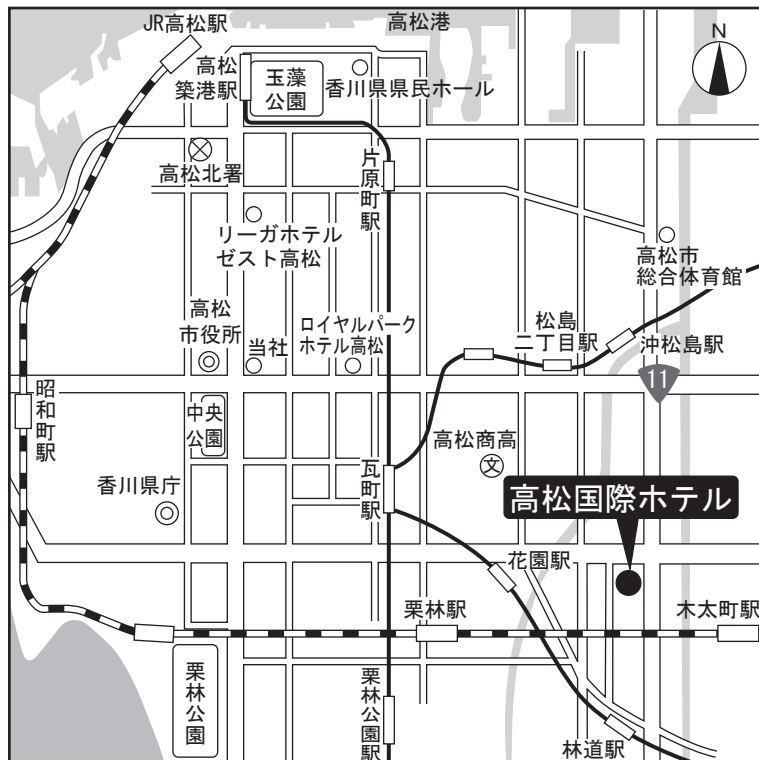 高松港
JR高松駅
N
高松
築港駅
玉藻
公園
香川県県民ホール
高松北署
片原町駅
リーガホテル
ゼスト高松
高松市
総合体育館
高松
市役所
当社
ロイヤルパーク
ホテル高松
松島
二丁目駅
沖松島駅
11
昭和町駅
中央
公園
高松商高
文
香川県庁
瓦町駅
高松国際ホテル
花園駅
栗林駅
木太町駅
栗林公園
栗林公園駅
林道駅